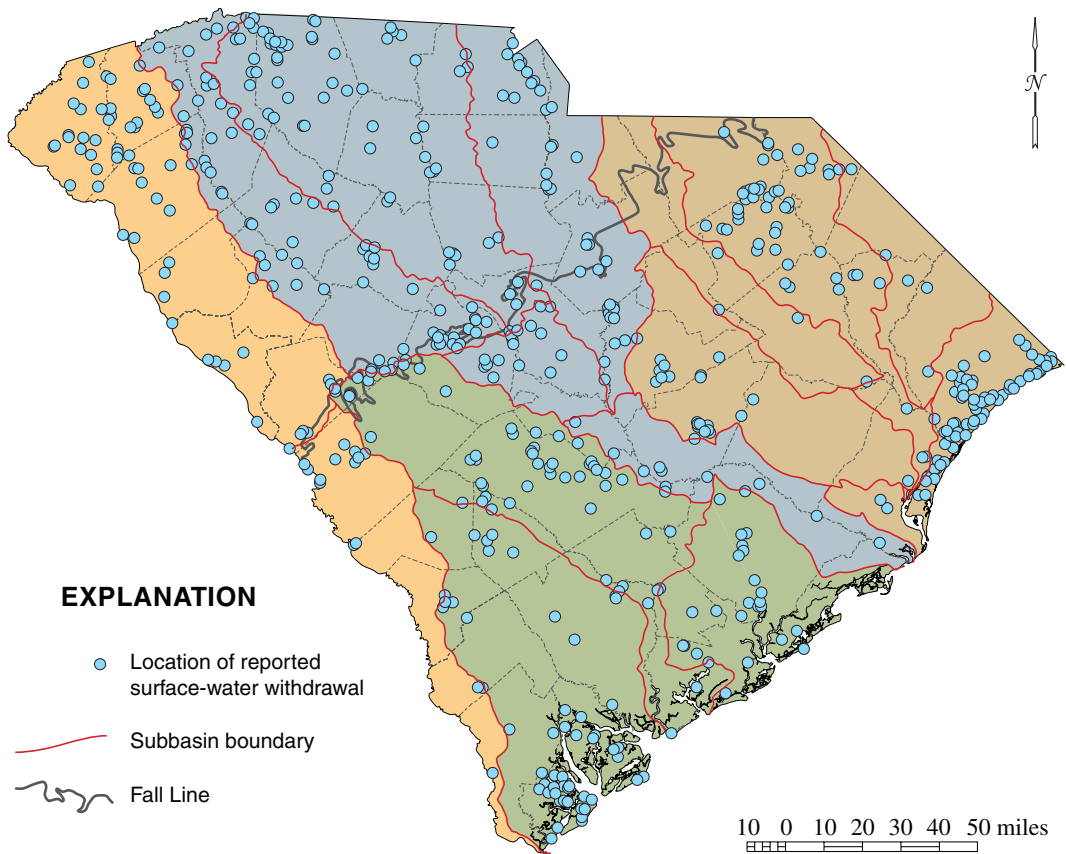 N
EXPLANATION
Location of reported
surface-water withdrawal
Subbasin boundary
Fall Line
10 0 10 20 30 40 50 miles